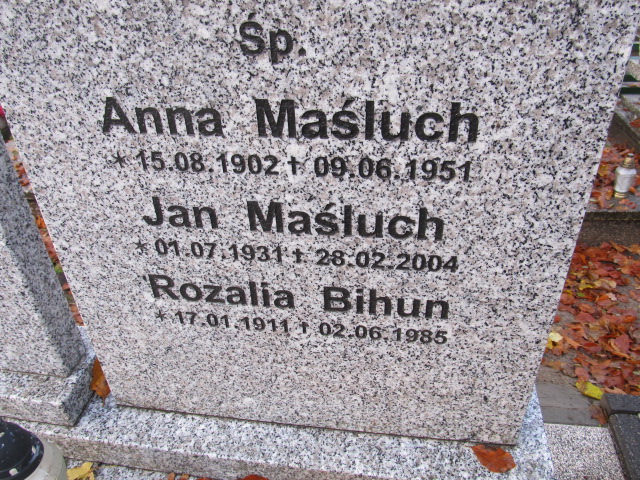 Śp.
Anna Maśluch
* 15.08.1902 † 09.06.1951
Jan Maśluch
* 01.07.1931 † 28.02.2004
Rozalia Bihun
* 17.01.1911 † 02.06.1985